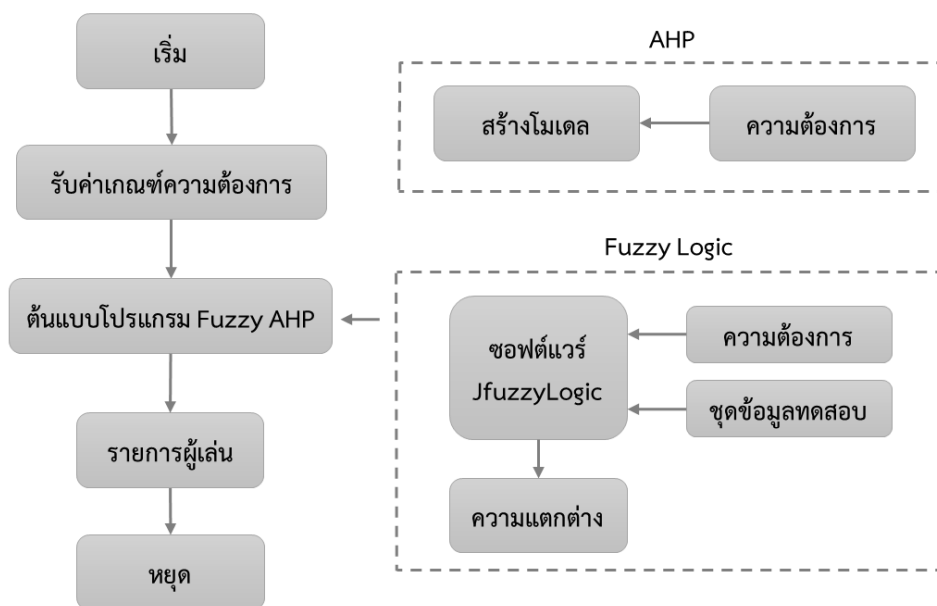 เริ่ม
รับค่าเกณฑ์ความต้องการ
ต้นแบบโปรแกรม Fuzzy AHP
รายการผู้เล่น
หยุด
AHP
สร้างโมเดล
ความต้องการ
Fuzzy Logic
ซอฟต์แวร์
JfuzzyLogic
ความต้องการ
ชุดข้อมูลทดสอบ
ความแตกต่าง